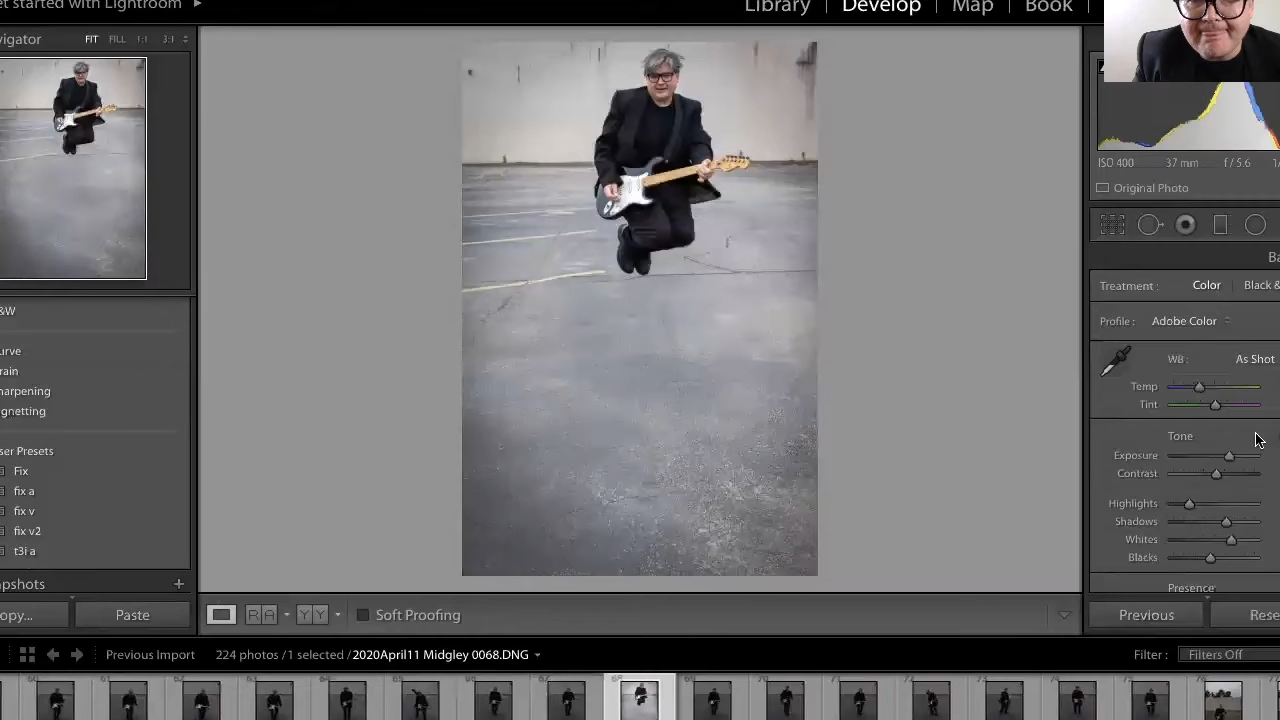 et started with Lightroom
Library | Develop | Map | Book |
vigator FIT FILL 1:1 3:1
ISO 400 37 mm f / 5.6 1/
Original Photo
Ba
Treatment : Color Black &
Profile : Adobe Color
WB : As Shot
Temp
Tint
Tone
Exposure
Contrast
Highlights
Shadows
Whites
Blacks
Presence
&W
urve
rain
harpening
gnetting
ser Presets
Fix
fix a
fix v
fix v2
t3i a
napshots +
opy... Paste
R A Y Y Soft Proofing
Previous Rese
Previous Import 224 photos / 1 selected / 2020April11 Midgley 0068.DNG Filter : Filters Off